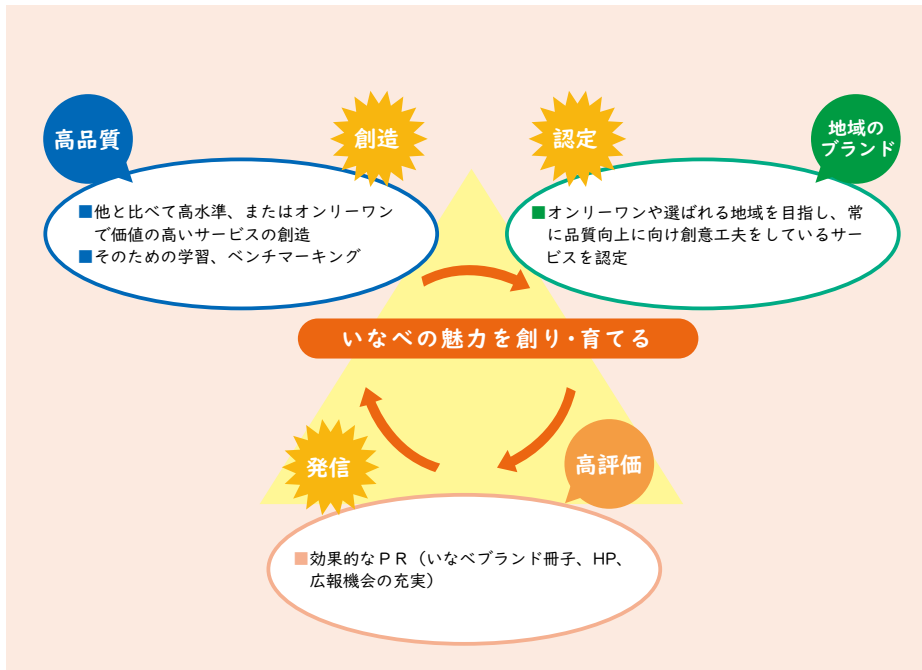 高品質
創造
■他と比べて高水準、またはオンリーワン
で価値の高いサービスの創造
■そのための学習、ベンチマーキング
認定
地域の
ブランド
■オンリーワンや選ばれる地域を目指し、常
に品質向上に向け創意工夫をしているサー
ビスを認定
いなべの魅力を創り・育てる
発信
高評価
■効果的なPR（いなべブランド冊子、HP、
広報機会の充実）